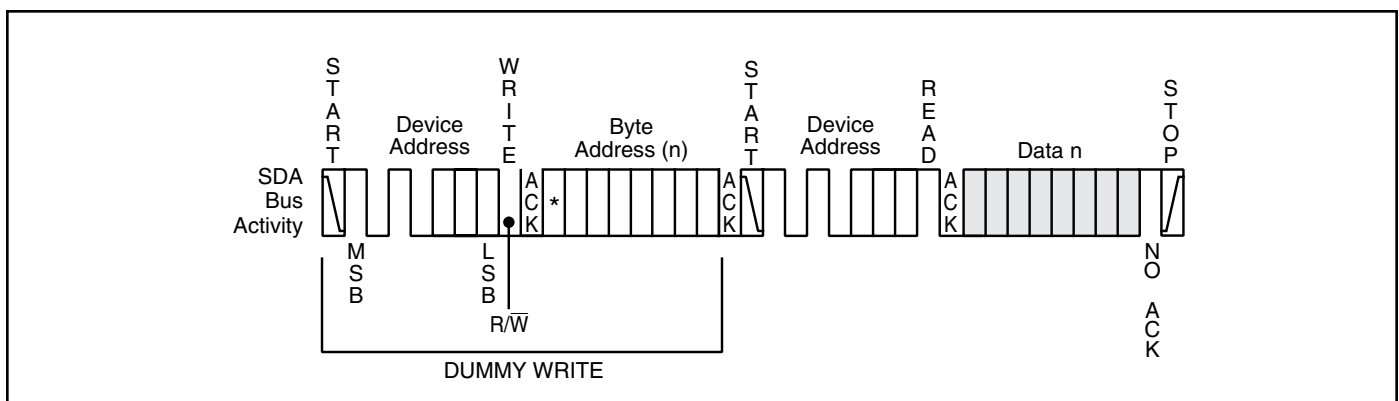 START
WRITE
START
READ
STOP
Device
Address
Byte
Address (n)
Device
Address
Data n
SDA
Bus
Activity
ACK
*
ACK
ACK
MSB
LSB
R/W̅
NO ACK
DUMMY WRITE